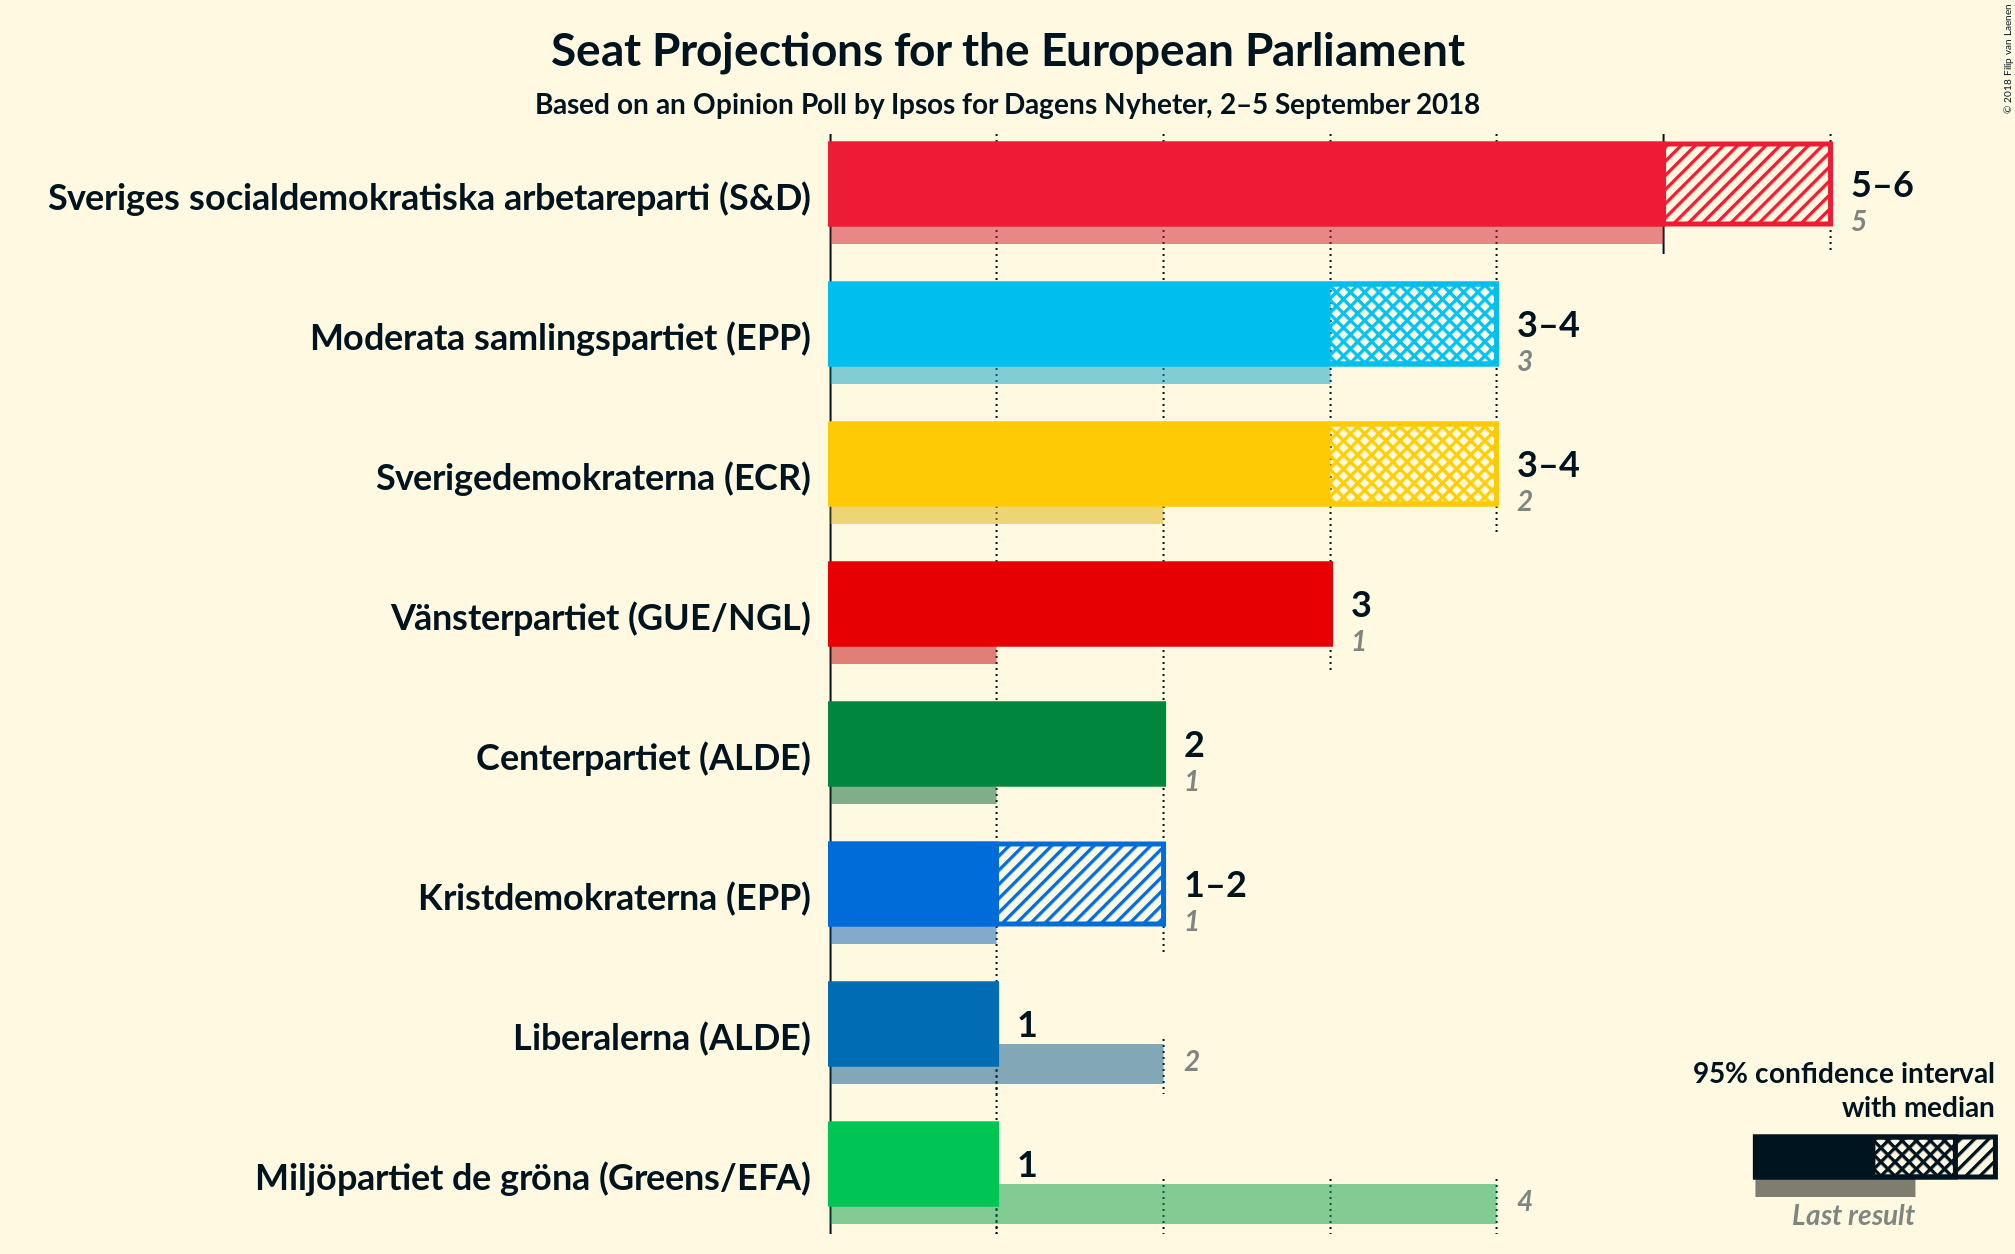 Seat Projections for the European Parliament
Based on an Opinion Poll by Ipsos for Dagens Nyheter, 2–5 September 2018
© 2018 Filip van Laenen
Sveriges socialdemokratiska arbetareparti (S&D)
5–6
5
Moderata samlingspartiet (EPP)
3–4
3
Sverigedemokraterna (ECR)
3–4
2
Vänsterpartiet (GUE/NGL)
3
1
Centerpartiet (ALDE)
2
1
Kristdemokraterna (EPP)
1–2
1
Liberalerna (ALDE)
1
2
Miljöpartiet de gröna (Greens/EFA)
1
4
95% confidence interval
with median
Last result